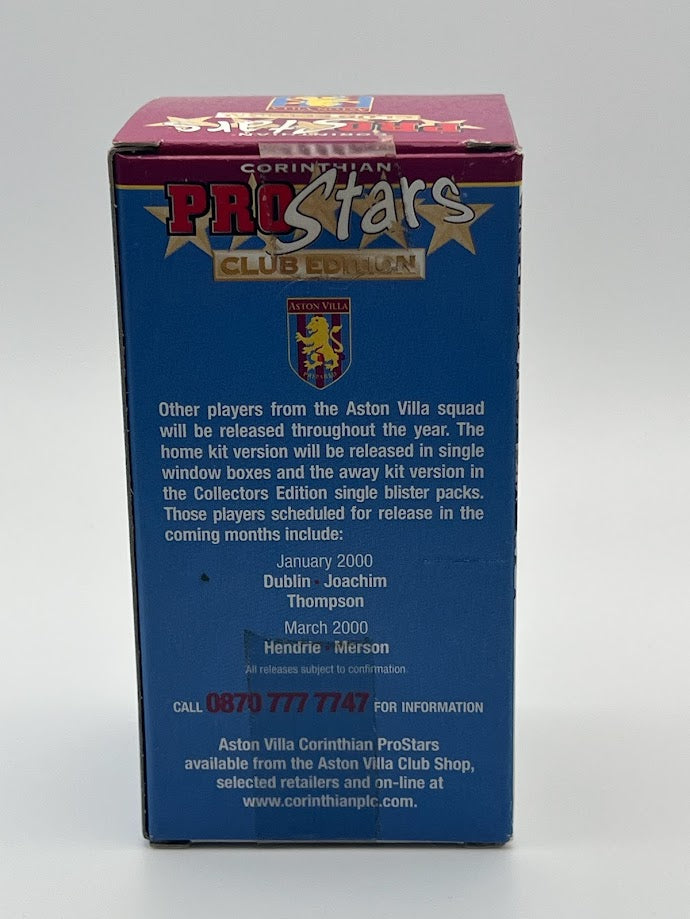 ASTON VILLA
CORINTHIAN
PROStars
CLUB EDITION
ASTON VILLA
PREPARED
Other players from the Aston Villa squad
will be released throughout the year. The
home kit version will be released in single
window boxes and the away kit version in
the Collectors Edition single blister packs.
Those players scheduled for release in the
coming months include:
January 2000
Dublin • Joachim
Thompson
March 2000
Hendrie • Merson
All releases subject to confirmation
CALL 0870 777 7747 FOR INFORMATION
Aston Villa Corinthian ProStars
available from the Aston Villa Club Shop,
selected retailers and on-line at
www.corinthianplc.com.